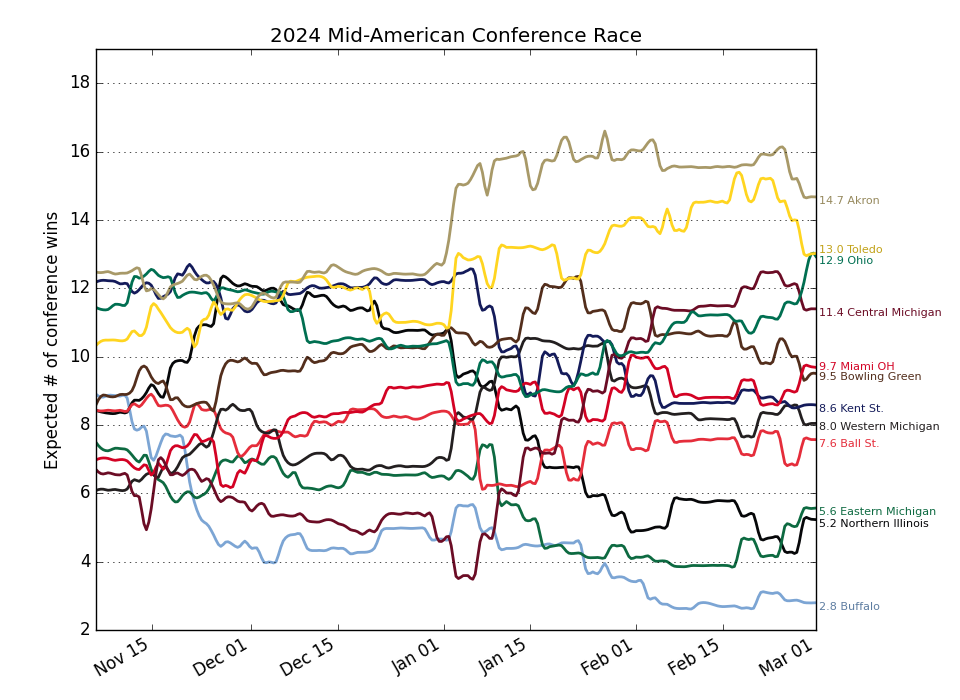 2024 Mid-American Conference Race
Expected # of conference wins
18
16
14
12
10
8
6
4
2
14.7 Akron
13.0 Toledo
12.9 Ohio
11.4 Central Michigan
9.7 Miami OH
9.5 Bowling Green
8.6 Kent St.
8.0 Western Michigan
7.6 Ball St.
5.6 Eastern Michigan
5.2 Northern Illinois
2.8 Buffalo
Nov 15
Dec 01
Dec 15
Jan 01
Jan 15
Feb 01
Feb 15
Mar 01